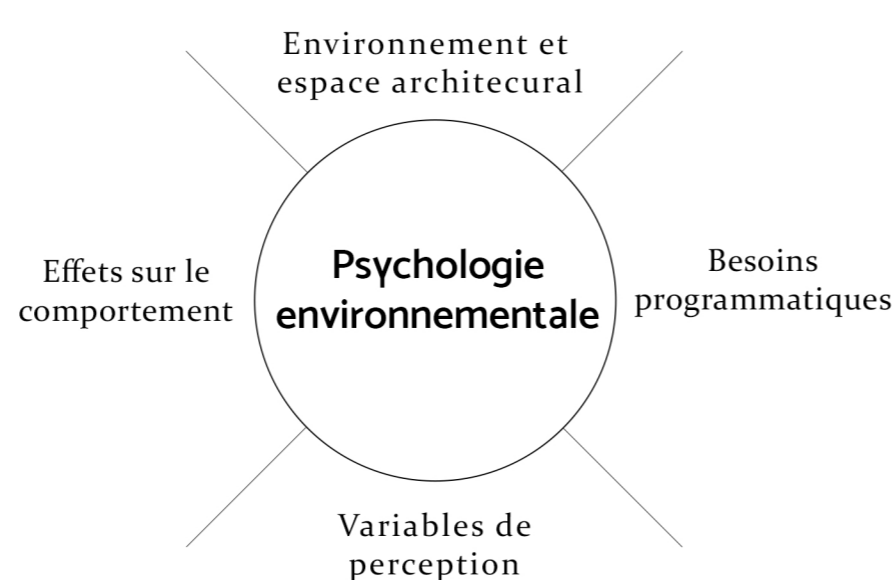 Environnement et
espace architecural
Effets sur le
comportement
Psychologie
environnementale
Besoins
programmatiques
Variables de
perception